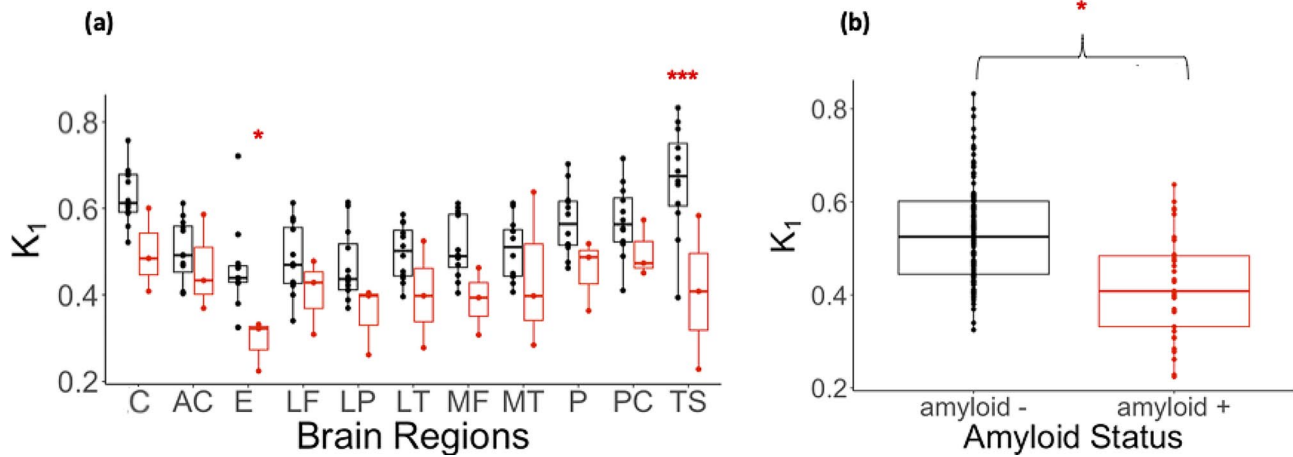 (a)
*
***
K1
0.8
0.6
0.4
0.2
.C AC E LF LP LT MF MT P PC TS
Brain Regions
(b)
*
K1
0.8
0.6
0.4
0.2
amyloid - amyloid +
Amyloid Status